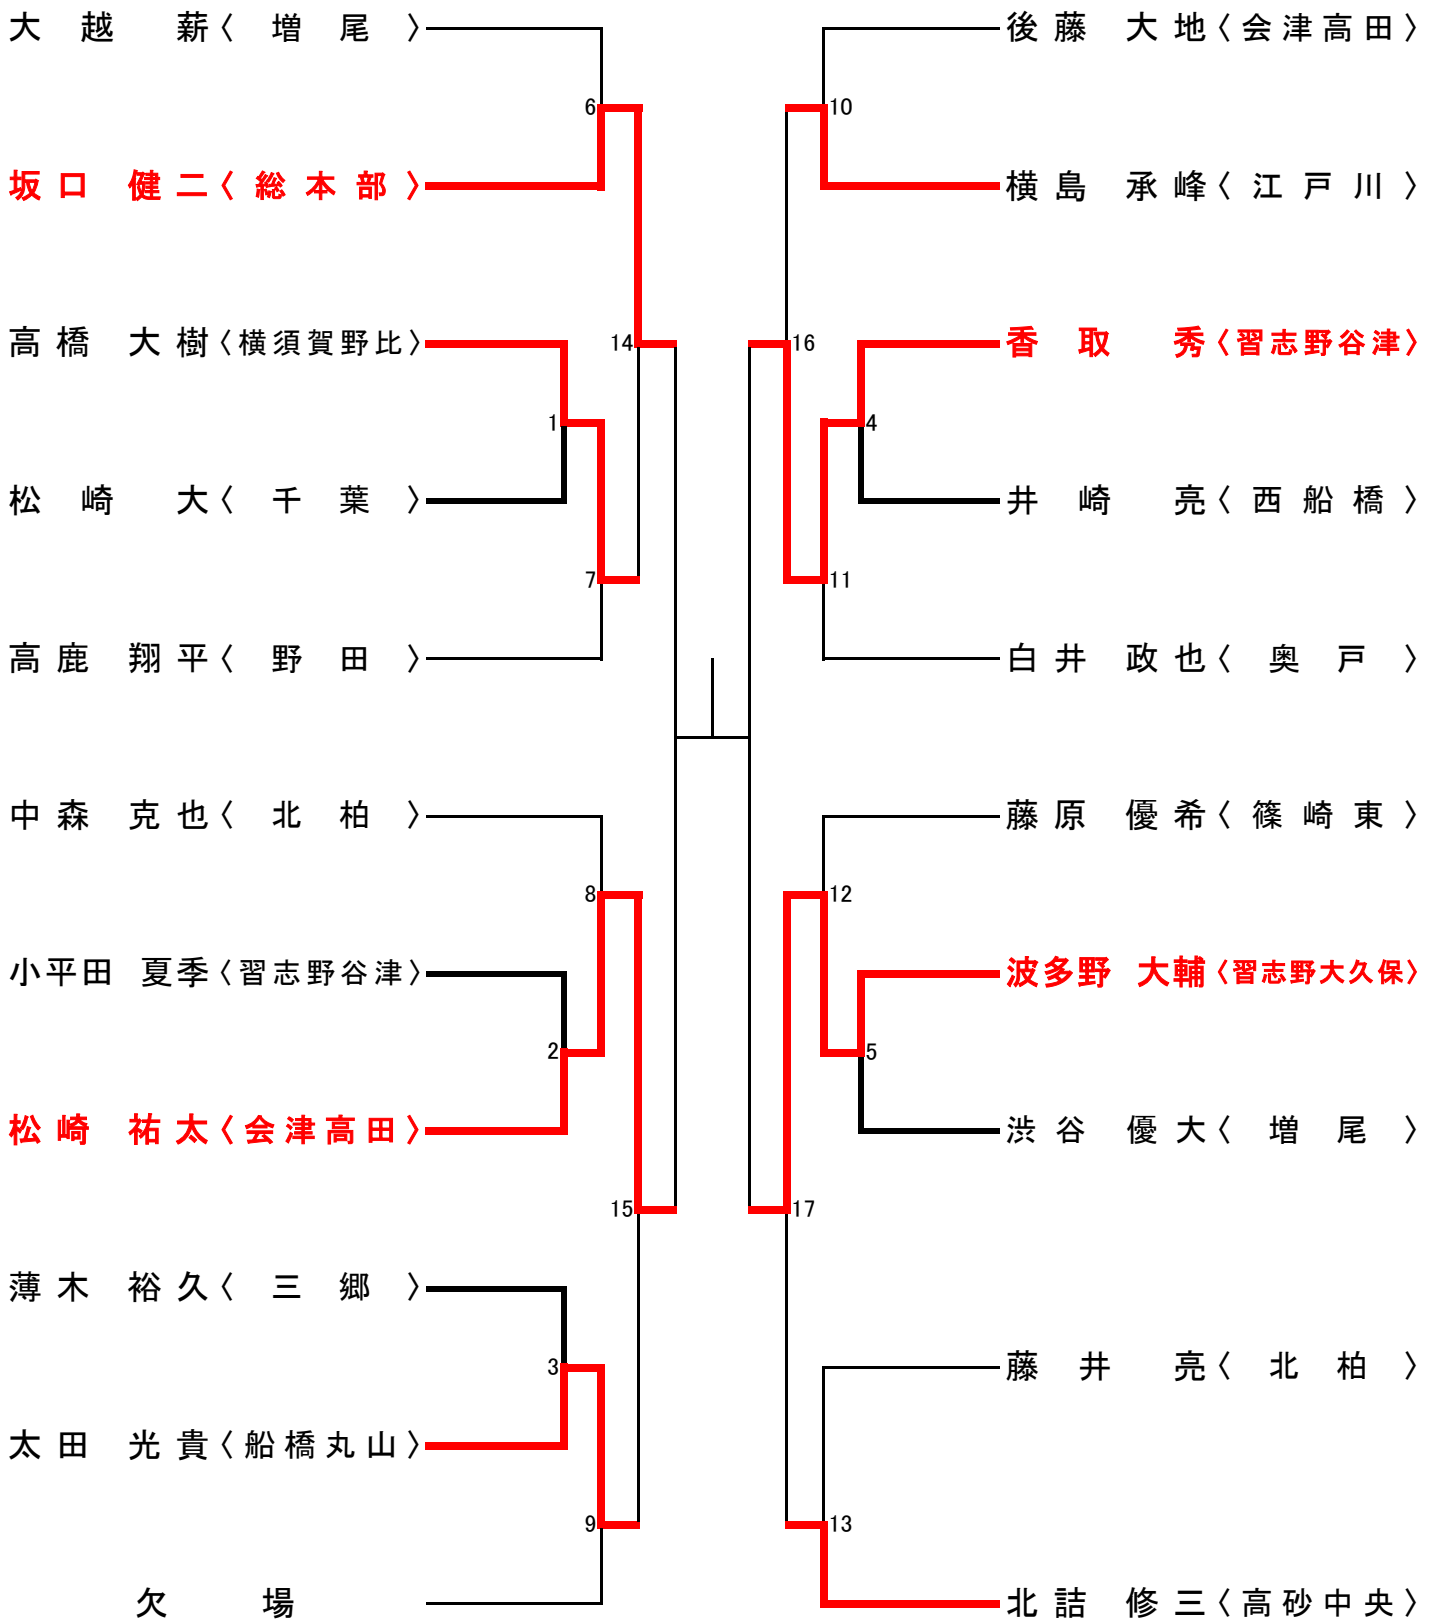 大越 薪〈増尾〉
6
坂口 健二〈総本部〉
高橋 大樹〈横須賀野比〉
14
1
松崎 大〈千葉〉
7
高鹿 翔平〈野田〉
中森 克也〈北柏〉
8
小平田 夏季〈習志野谷津〉
2
松崎 祐太〈会津高田〉
15
薄木 裕久〈三郷〉
3
太田 光貴〈船橋丸山〉
9
欠場
後藤 大地〈会津高田〉
10
横島 承峰〈江戸川〉
16
香取 秀〈習志野谷津〉
4
井崎 亮〈西船橋〉
11
白井 政也〈奥戸〉
藤原 優希〈篠崎東〉
12
波多野 大輔〈習志野大久保〉
5
渋谷 優大〈増尾〉
17
藤井 亮〈北柏〉
13
北詰 修三〈高砂中央〉